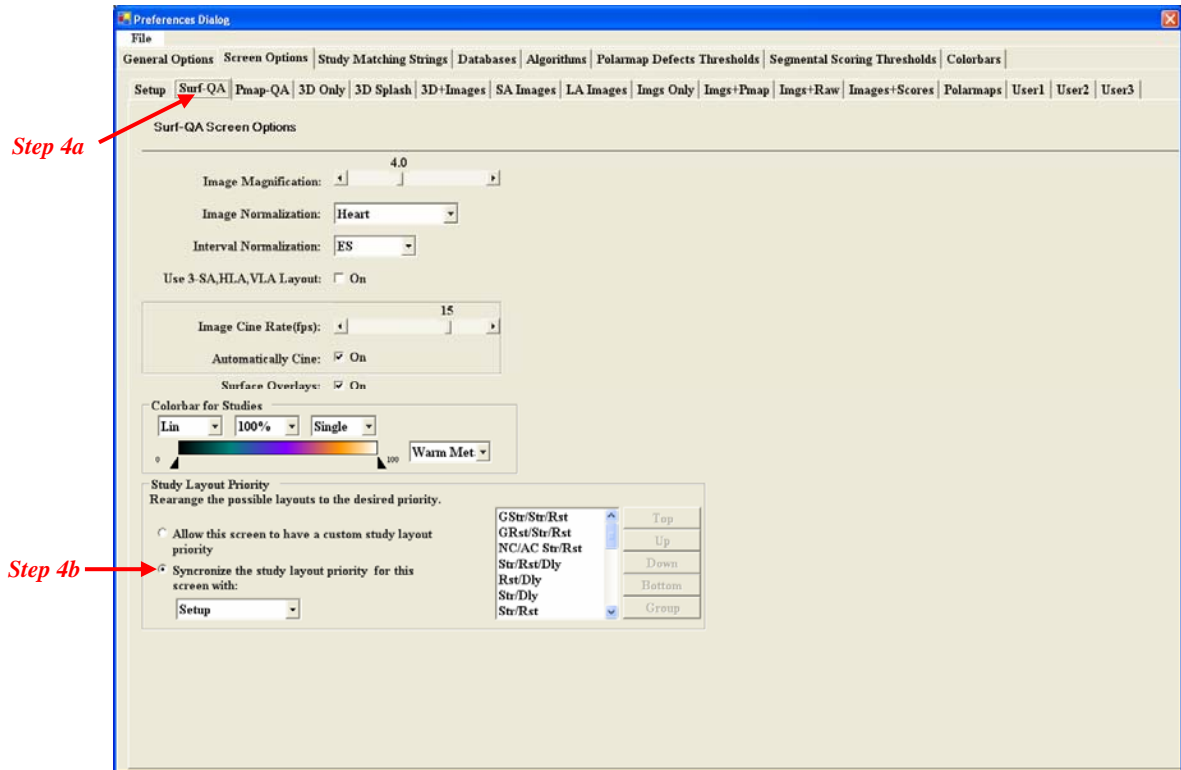 Preferences Dialog
File
General Options Screen Options Study Matching Strings Databases Algorithms Polarmap Defects Thresholds Segmental Scoring Thresholds Colorbars
Setup Surf-QA Pmap-QA 3D Only 3D Splash 3D+Images SA Images LA Images Imgs Only Imgs+Pmap Imgs+Raw Images+Scores Polarmaps User1 User2 User3
Step 4a
Surf-QA Screen Options
4.0
Image Magnification:
Image Normalization: Heart
Interval Normalization: ES
Use 3-SA,HLA,VLA Layout: On
15
Image Cine Rate(fps):
Automatically Cine: On
Surface Overlays: On
Colorbar for Studies
Lin 100% Single
0 100 Warm Met
Study Layout Priority
Rearrange the possible layouts to the desired priority.
Allow this screen to have a custom study layout
priority
Step 4b
Syncronize the study layout priority for this
screen with:
Setup
GStr/Str/Rst
GRst/Str/Rst
NC/AC Str/Rst
Str/Rst/Dly
Rst/Dly
Str/Dly
Str/Rst
Top
Up
Down
Bottom
Group